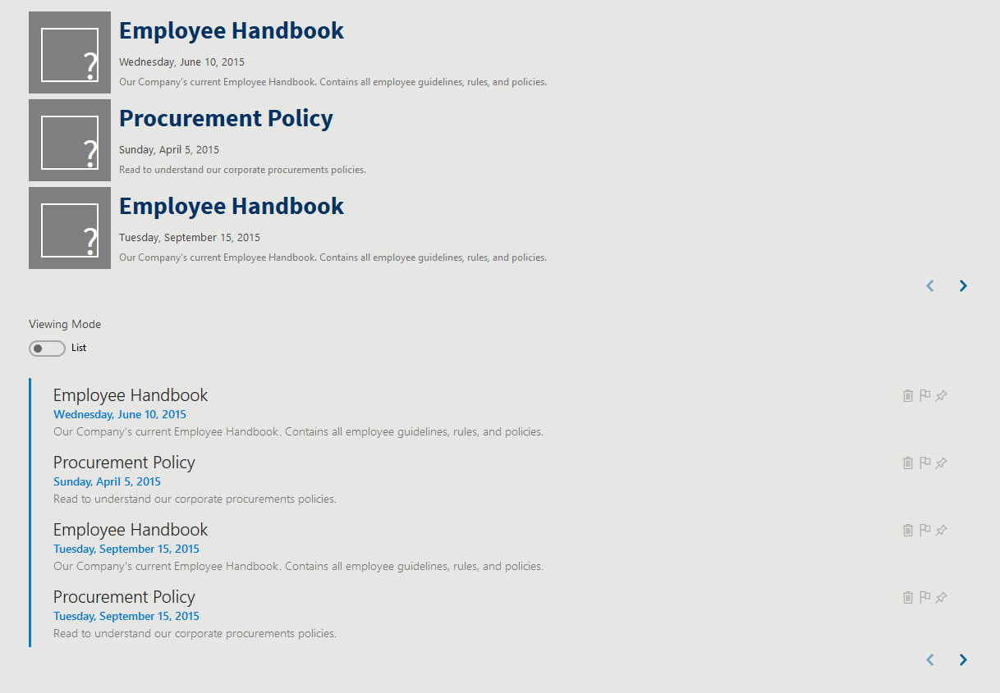 ?
Employee Handbook
Wednesday, June 10, 2015
Our Company's current Employee Handbook. Contains all employee guidelines, rules, and policies.
?
Procurement Policy
Sunday, April 5, 2015
Read to understand our corporate procurements policies.
?
Employee Handbook
Tuesday, September 15, 2015
Our Company's current Employee Handbook. Contains all employee guidelines, rules, and policies.
Viewing Mode
List
Employee Handbook
Wednesday, June 10, 2015
Our Company's current Employee Handbook. Contains all employee guidelines, rules, and policies.
Procurement Policy
Sunday, April 5, 2015
Read to understand our corporate procurements policies.
Employee Handbook
Tuesday, September 15, 2015
Our Company's current Employee Handbook. Contains all employee guidelines, rules, and policies.
Procurement Policy
Tuesday, September 15, 2015
Read to understand our corporate procurements policies.